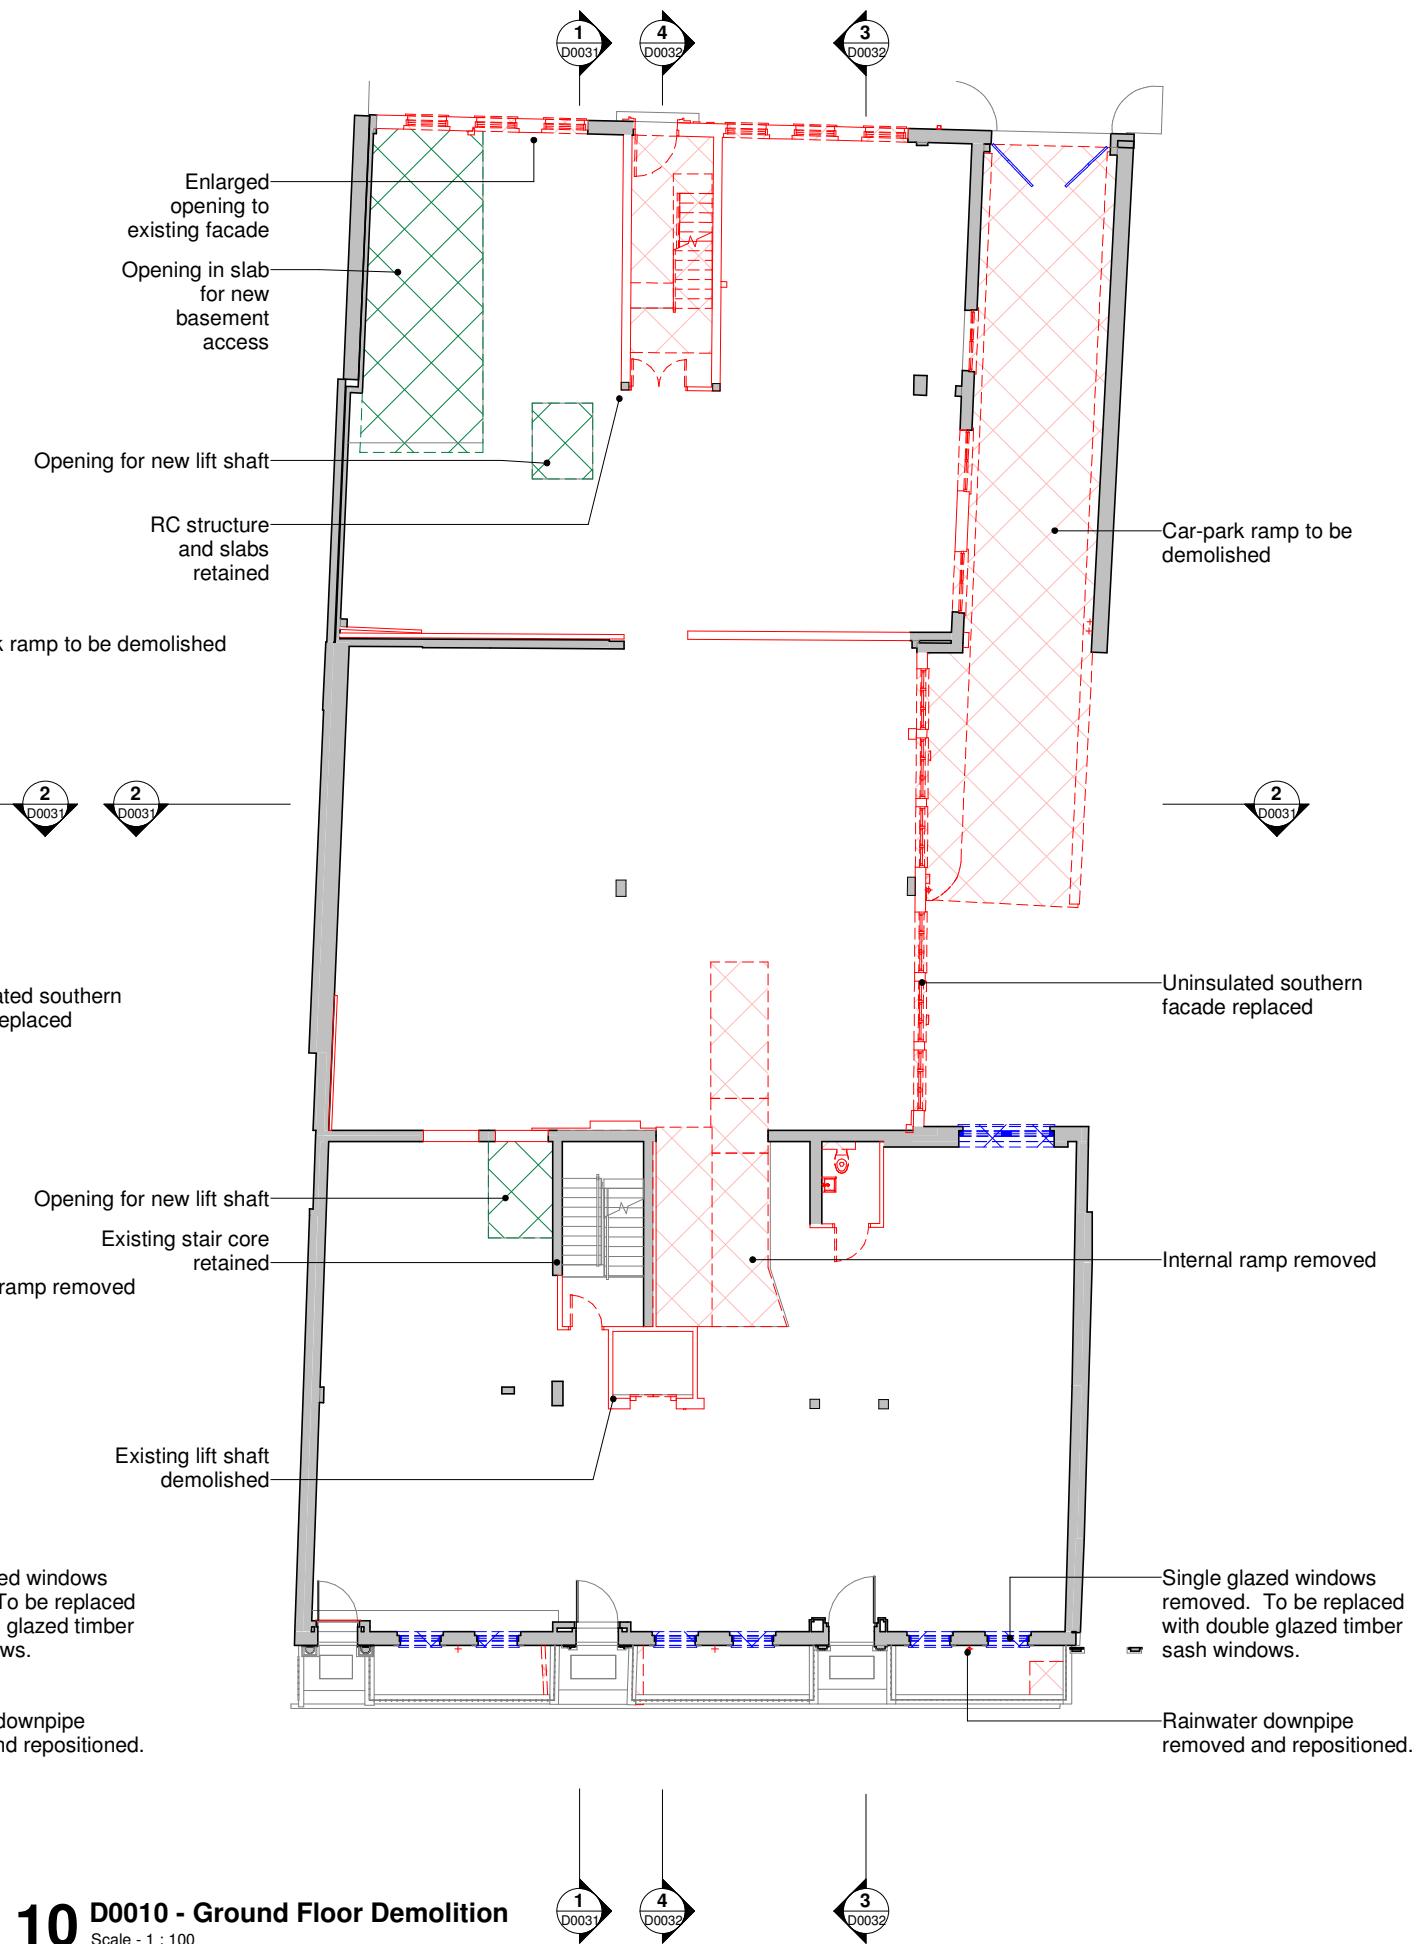 1
D0031
4
D0032
3
D0032
Enlarged
opening to
existing facade
Opening in slab
for new
basement
access
Opening for new lift shaft
RC structure
and slabs
retained
Car-park ramp to be
demolished
ramp to be demolished
2
D0031
2
D0031
2
D0031
southern
Uninsulated southern
facade replaced
Opening for new lift shaft
Existing stair core
retained
Internal ramp removed
ramp removed
Existing lift shaft
demolished
windows
To be replaced
glazed timber
Single glazed windows
removed. To be replaced
with double glazed timber
sash windows.
downpipe
repositioned.
Rainwater downpipe
removed and repositioned.
1
D0031
4
D0032
3
D0032
10 D0010 - Ground Floor Demolition
Scale - 1 : 100